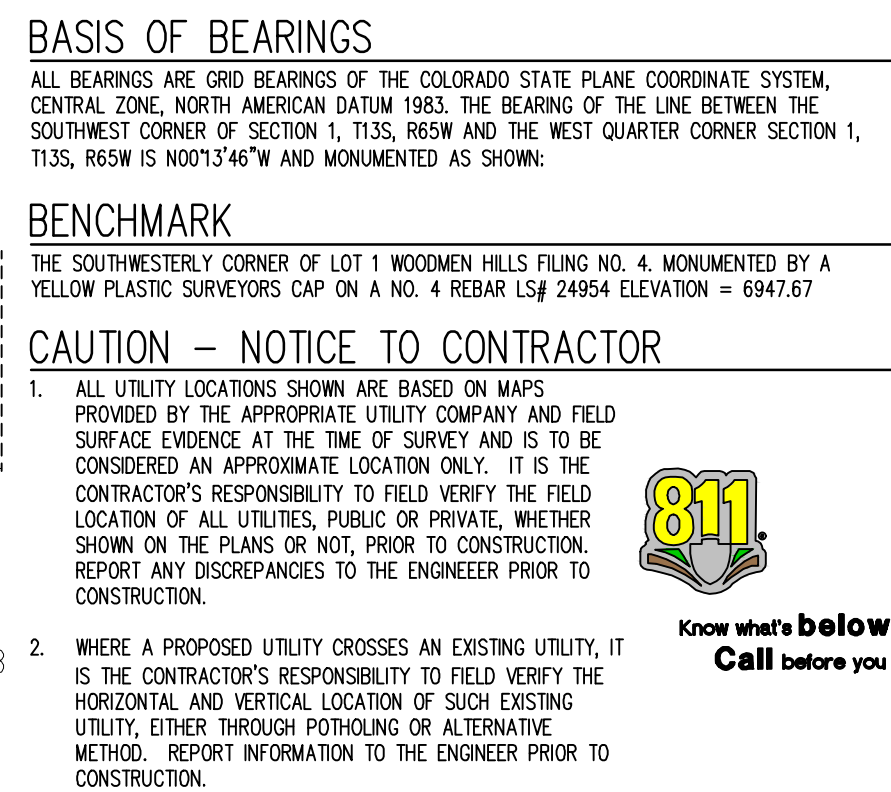 BASIS OF BEARINGS
ALL BEARINGS ARE GRID BEARINGS OF THE COLORADO STATE PLANE COORDINATE SYSTEM,
CENTRAL ZONE, NORTH AMERICAN DATUM 1983. THE BEARING OF THE LINE BETWEEN THE
SOUTHWEST CORNER OF SECTION 1, T13S, R65W AND THE WEST QUARTER CORNER SECTION 1,
T13S, R65W IS N00°13'46"W AND MONUMENTED AS SHOWN:
BENCHMARK
THE SOUTHWESTERLY CORNER OF LOT 1 WOODMEN HILLS FILING NO. 4. MONUMENTED BY A
YELLOW PLASTIC SURVEYORS CAP ON A NO. 4 REBAR LS# 24954 ELEVATION = 6947.67
CAUTION – NOTICE TO CONTRACTOR
1. ALL UTILITY LOCATIONS SHOWN ARE BASED ON MAPS
PROVIDED BY THE APPROPRIATE UTILITY COMPANY AND FIELD
SURFACE EVIDENCE AT THE TIME OF SURVEY AND IS TO BE
CONSIDERED AN APPROXIMATE LOCATION ONLY. IT IS THE
CONTRACTOR'S RESPONSIBILITY TO FIELD VERIFY THE FIELD
LOCATION OF ALL UTILITIES, PUBLIC OR PRIVATE, WHETHER
SHOWN ON THE PLANS OR NOT, PRIOR TO CONSTRUCTION.
REPORT ANY DISCREPANCIES TO THE ENGINEEER PRIOR TO
CONSTRUCTION.
2. WHERE A PROPOSED UTILITY CROSSES AN EXISTING UTILITY, IT
IS THE CONTRACTOR'S RESPONSIBILITY TO FIELD VERIFY THE
HORIZONTAL AND VERTICAL LOCATION OF SUCH EXISTING
UTILITY, EITHER THROUGH POTHOLING OR ALTERNATIVE
METHOD. REPORT INFORMATION TO THE ENGINEER PRIOR TO
CONSTRUCTION.
811®
Know what's below
Call before you